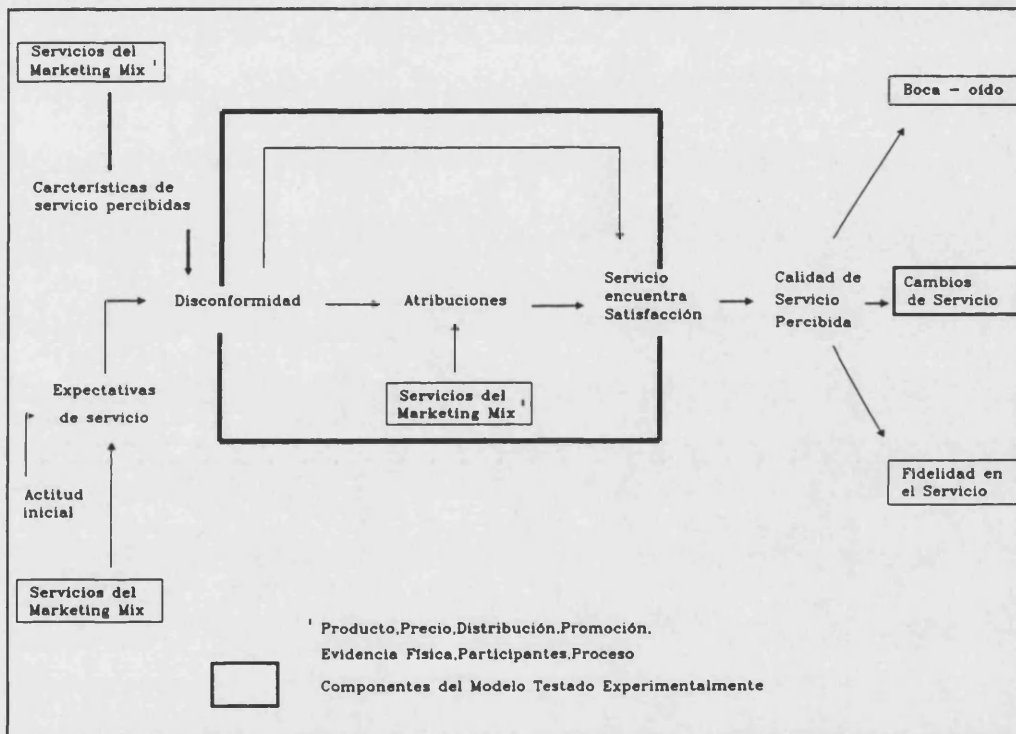 Servicios del
Marketing Mix '
Carcterísticas de
servicio percibidas
Boca – oído
Disconformidad
Atribuciones
Servicio
encuentra
Satisfacción
Calidad de
Servicio
Percibida
Cambios
de Servicio
Expectativas
de servicio
Servicios del
Marketing Mix '
Actitud
inicial
Fidelidad en
el Servicio
Servicios del
Marketing Mix
' Producto,Precio,Distribución,Promoción,
Evidencia Física,Participantes,Proceso
Componentes del Modelo Testado Experimentalmente